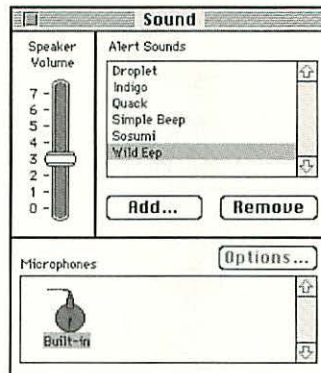 Sound
Speaker
Volume
7 -
6 -
5 -
4 -
3 -
2 -
1 -
0 -
Alert Sounds
Droplet
Indigo
Quack
Simple Beep
Sosumi
Wild Eep
Add...
Remove
Microphones
Options...
Built-in